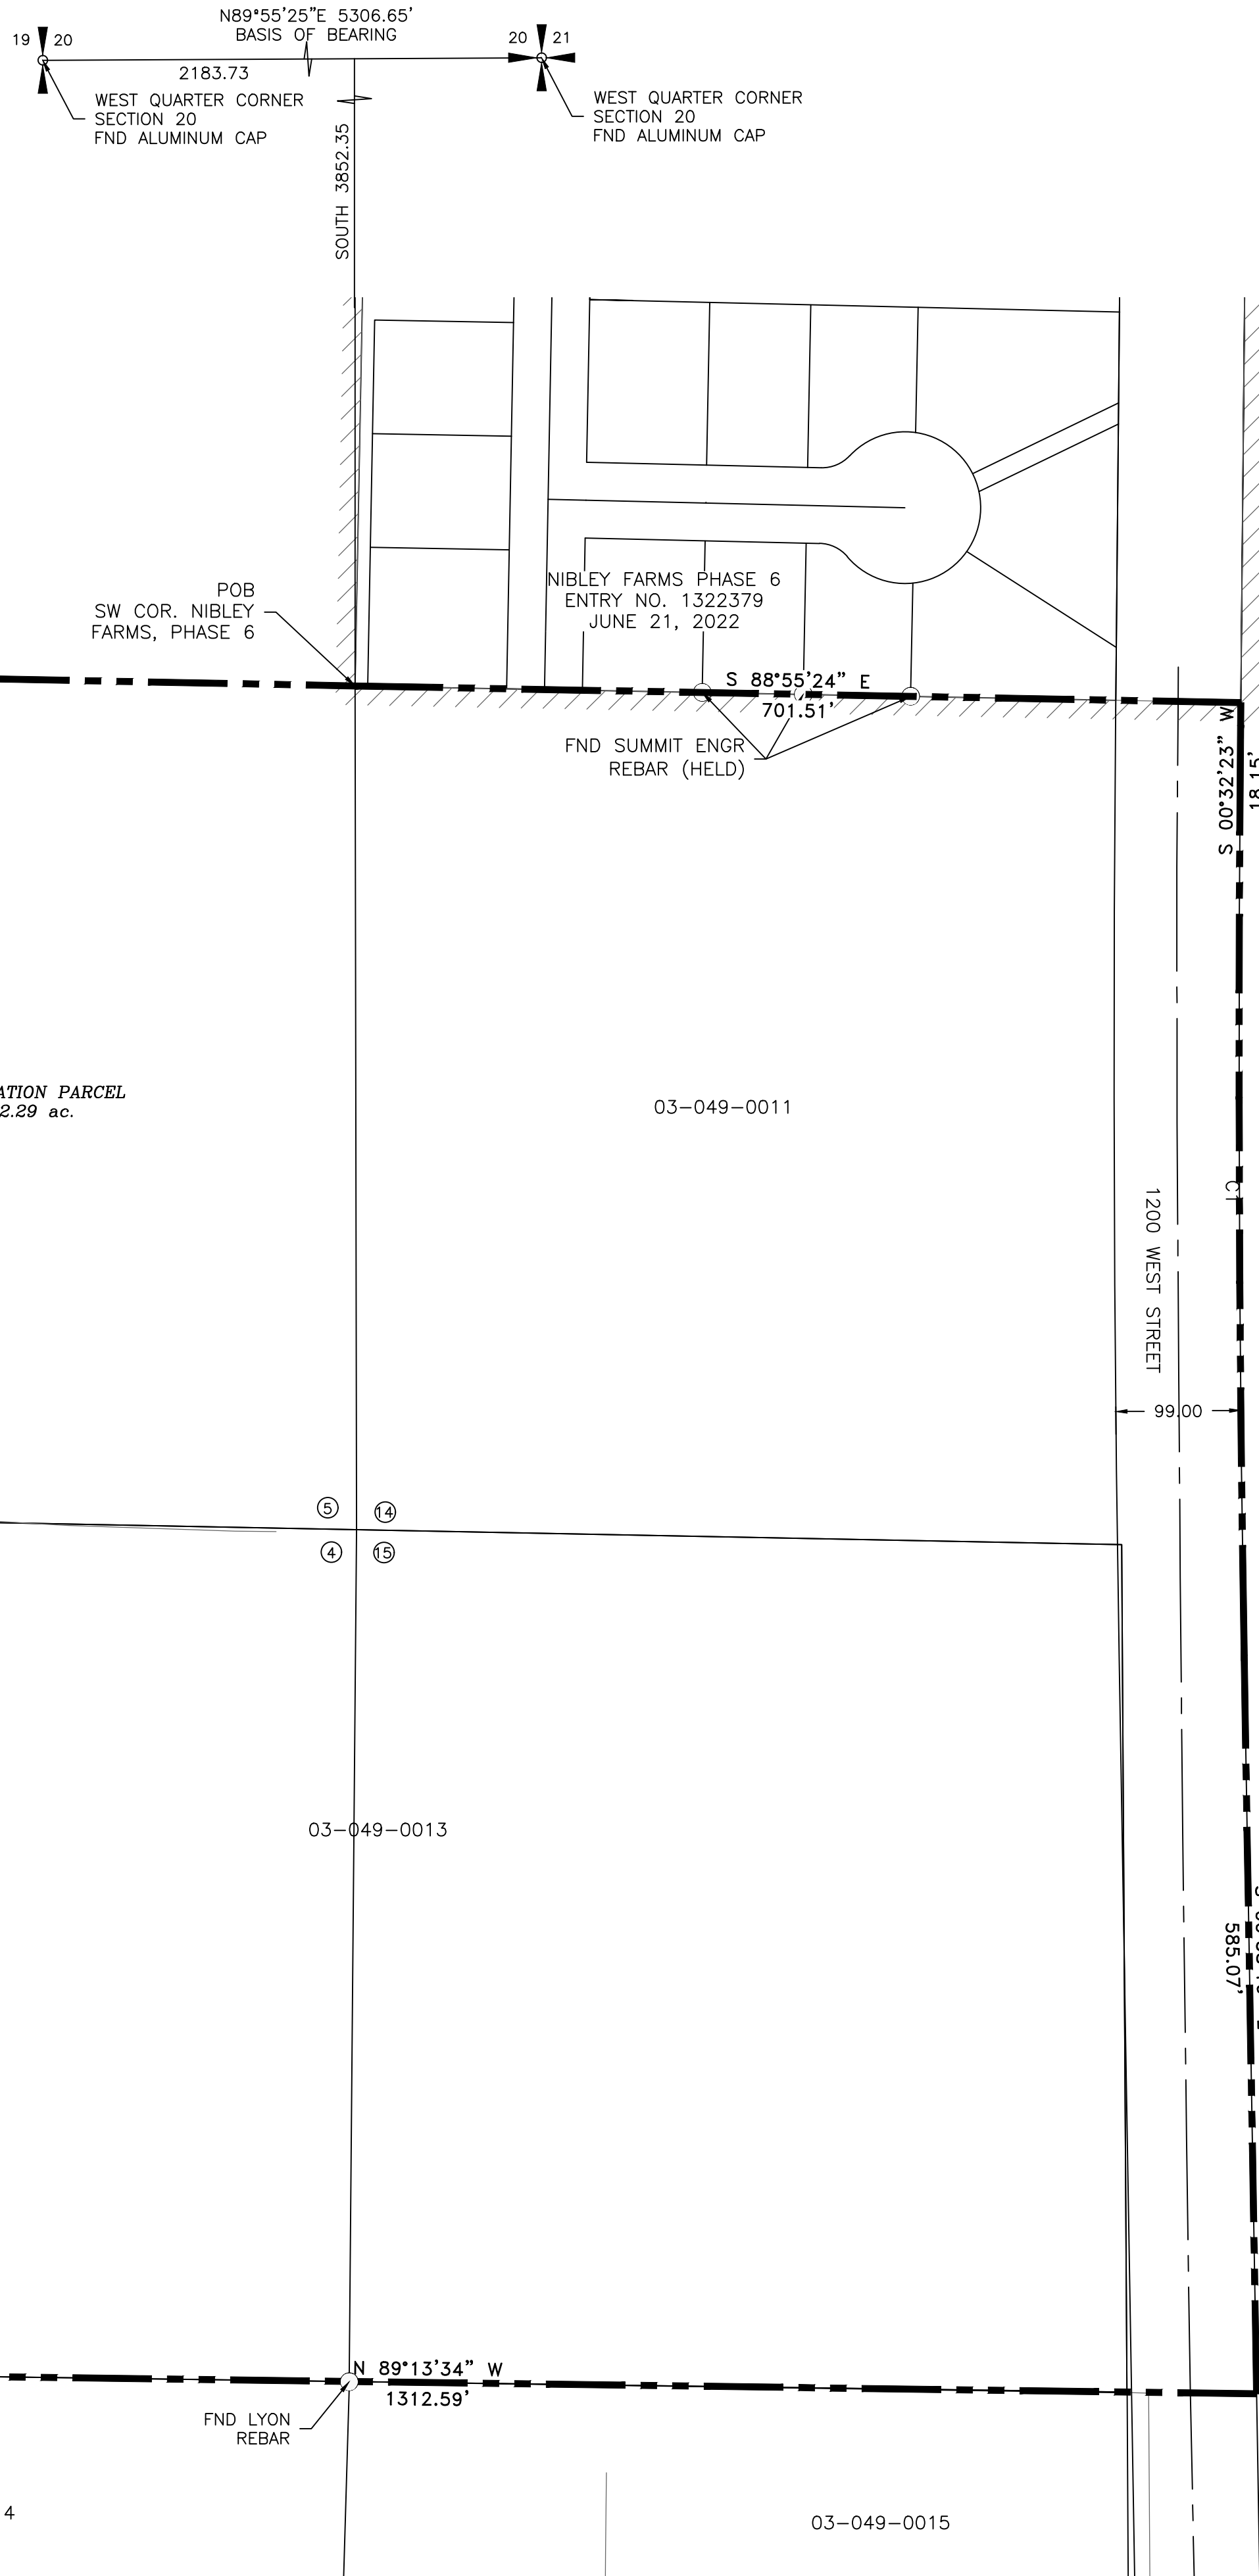 N89°55'25"E 5306.65'
BASIS OF BEARING
19 20
20 21
2183.73
WEST QUARTER CORNER
SECTION 20
FND ALUMINUM CAP
WEST QUARTER CORNER
SECTION 20
FND ALUMINUM CAP
SOUTH 3852.35
NIBLEY FARMS PHASE 6
ENTRY NO. 1322379
JUNE 21, 2022
POB
SW COR. NIBLEY
FARMS, PHASE 6
S 88°55'24" E
701.51'
FND SUMMIT ENGR
REBAR (HELD)
S 00°32'23" W
18.15'
ATION PARCEL
2.29 ac.
03-049-0011
C1
1200 WEST STREET
99.00
5 14
4 15
03-049-0013
585.07'
N 89°13'34" W
1312.59'
FND LYON
REBAR
4
03-049-0015